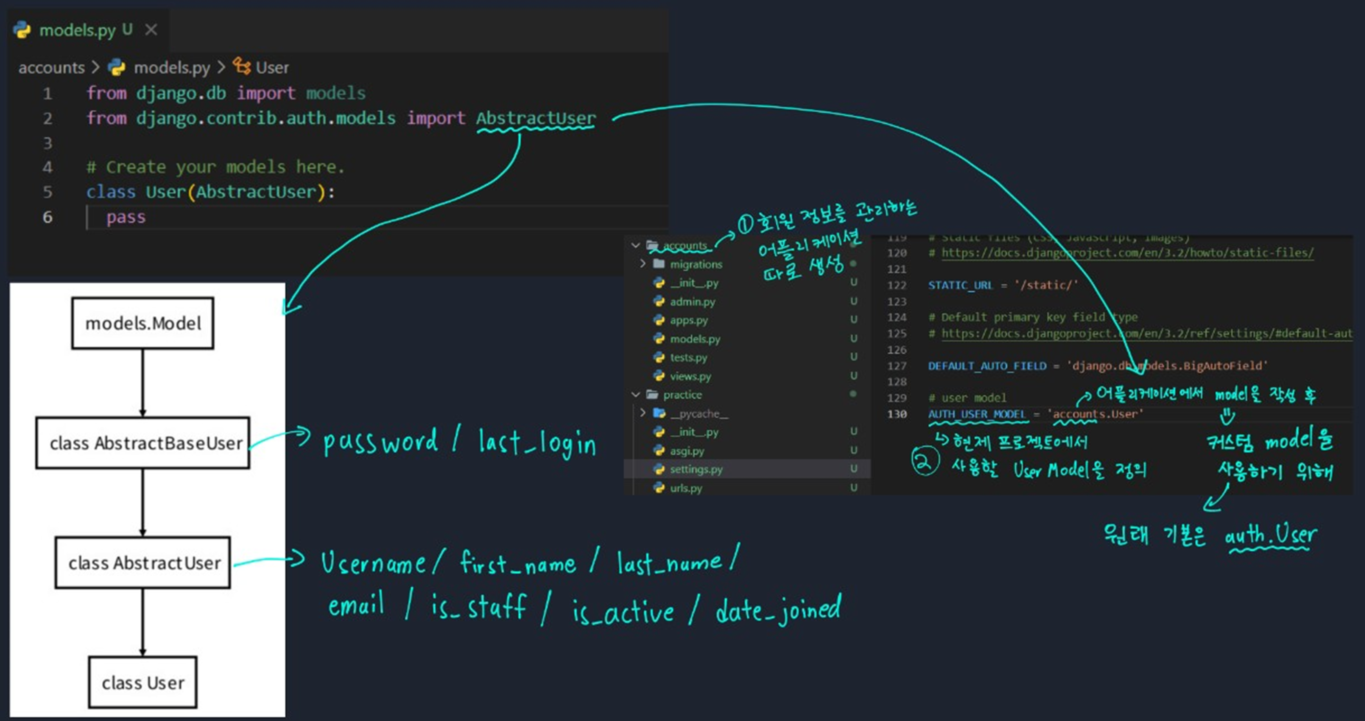 models.py U
accounts > models.py > User
1 from django.db import models
2 from django.contrib.auth.models import AbstractUser
3
4 # Create your models here.
5 class User(AbstractUser):
6 pass
models.Model
class AbstractBaseUser
class AbstractUser
class User
password / last_login
Username / first_name / last_name /
email / is_staff / is_active / date_joined
① 회원 정보를 관리하는
어플리케이션
따로 생성
accounts
migrations
__init__.py U
admin.py U
apps.py U
models.py U
tests.py U
views.py U
practice
__pycache__
__init__.py U
asgi.py U
settings.py U
urls.py U
119 # Static files (CSS, JavaScript, Images)
120 # https://docs.djangoproject.com/en/3.2/howto/static-files/
121
122 STATIC_URL = '/static/'
123
124 # Default primary key field type
125 # https://docs.djangoproject.com/en/3.2/ref/settings/#default-aut
126
127 DEFAULT_AUTO_FIELD = 'django.db.models.BigAutoField'
128
129 # user model
130 AUTH_USER_MODEL = 'accounts.User'
어플리케이션에서 model을 작성 후
커스텀 model을
사용하기 위해
원래 기본은 auth.User
② 현재 프로젝트에서
사용할 User Model을 정의